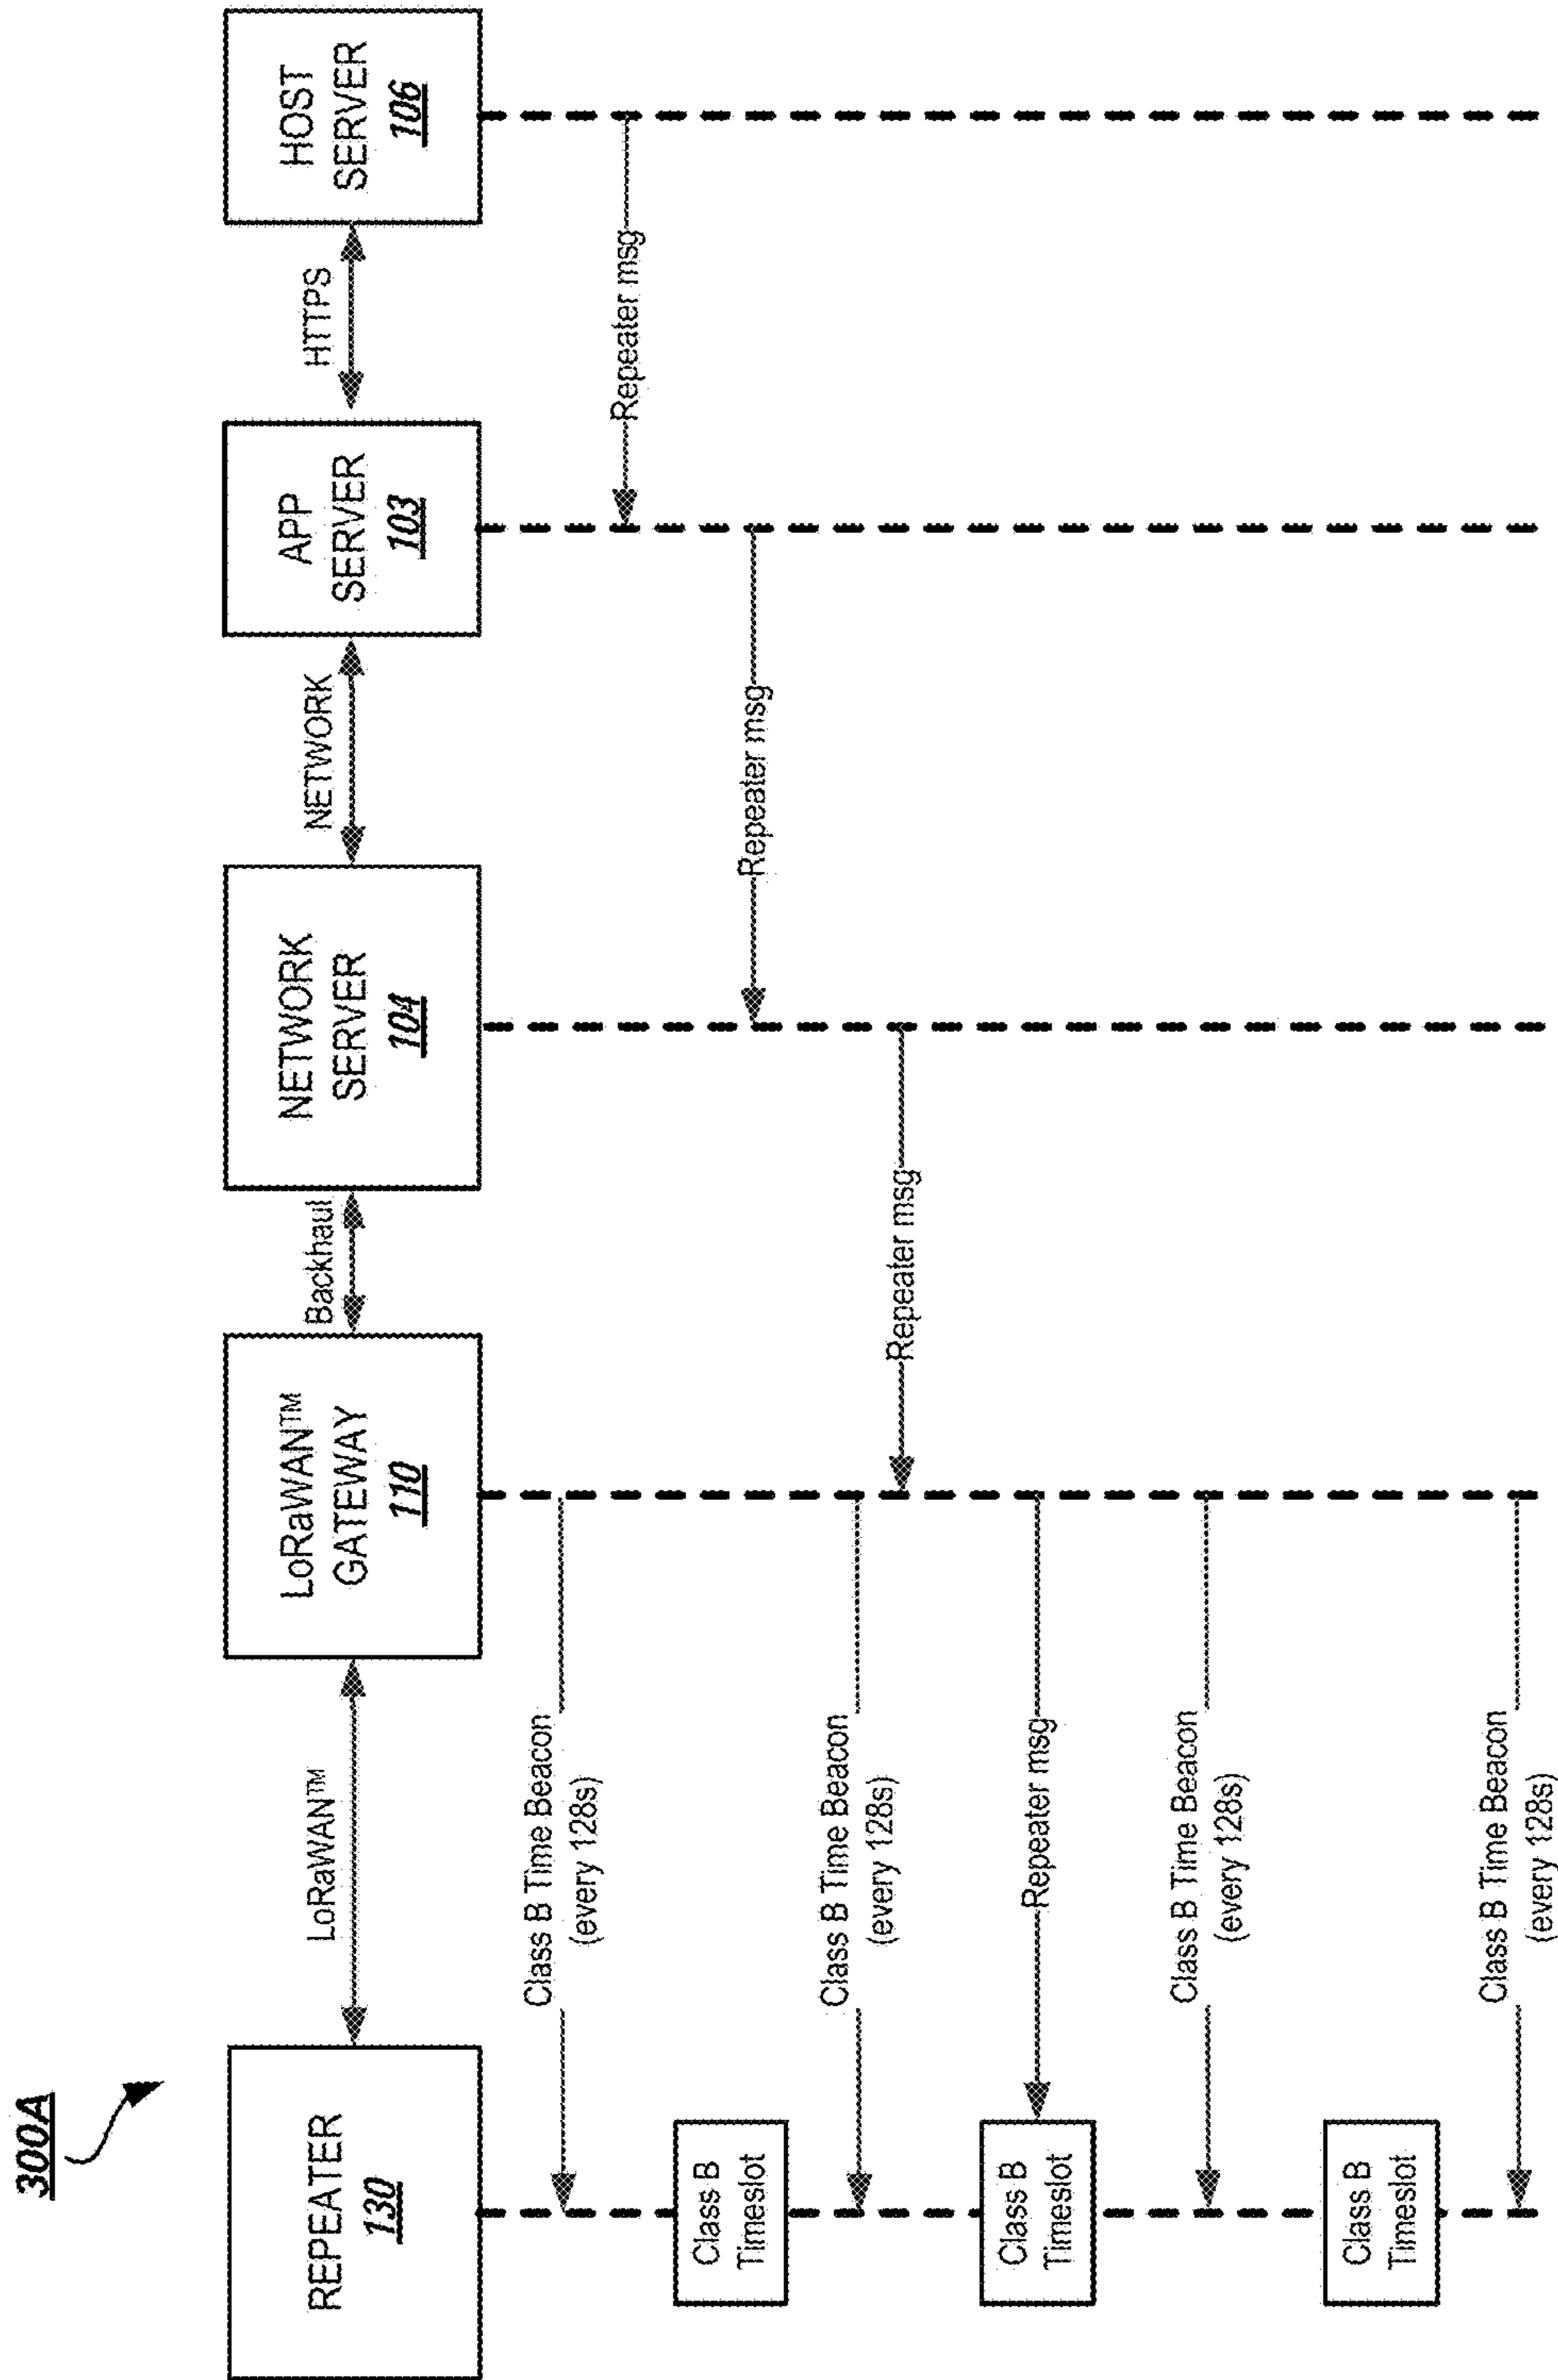 300A
REPEATER
130
LoRaWAN™
LoRaWAN™
GATEWAY
110
Backhaul
NETWORK
SERVER
104
NETWORK
APP
SERVER
103
HTTPS
HOST
SERVER
106
Class B Time Beacon
(every 128s)
Repeater msg
Class B
Timeslot
Repeater msg
Class B Time Beacon
(every 128s)
Repeater msg
Class B
Timeslot
Repeater msg
Class B Time Beacon
(every 128s)
Class B
Timeslot
Class B Time Beacon
(every 128s)